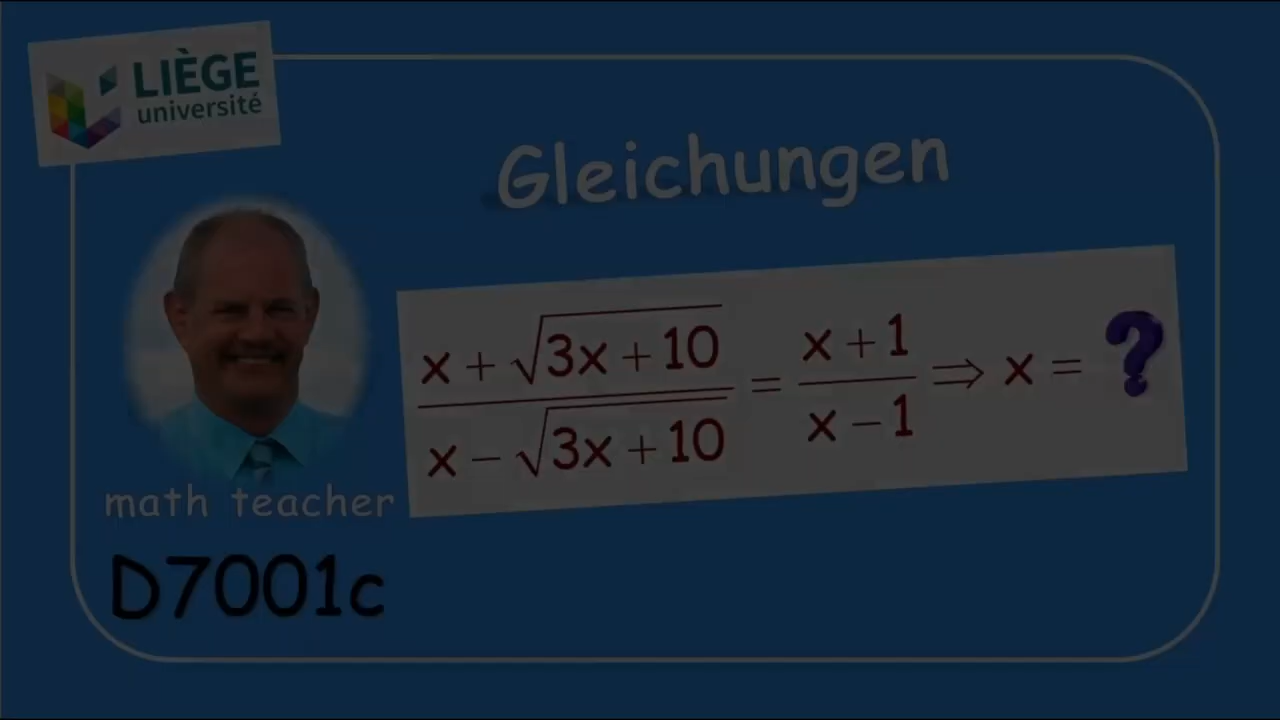 LIÈGE
université
Gleichungen
x + √(3x + 10) / x − √(3x + 10) = x + 1 / x − 1 ⇒ x = ?
math teacher
D7001c